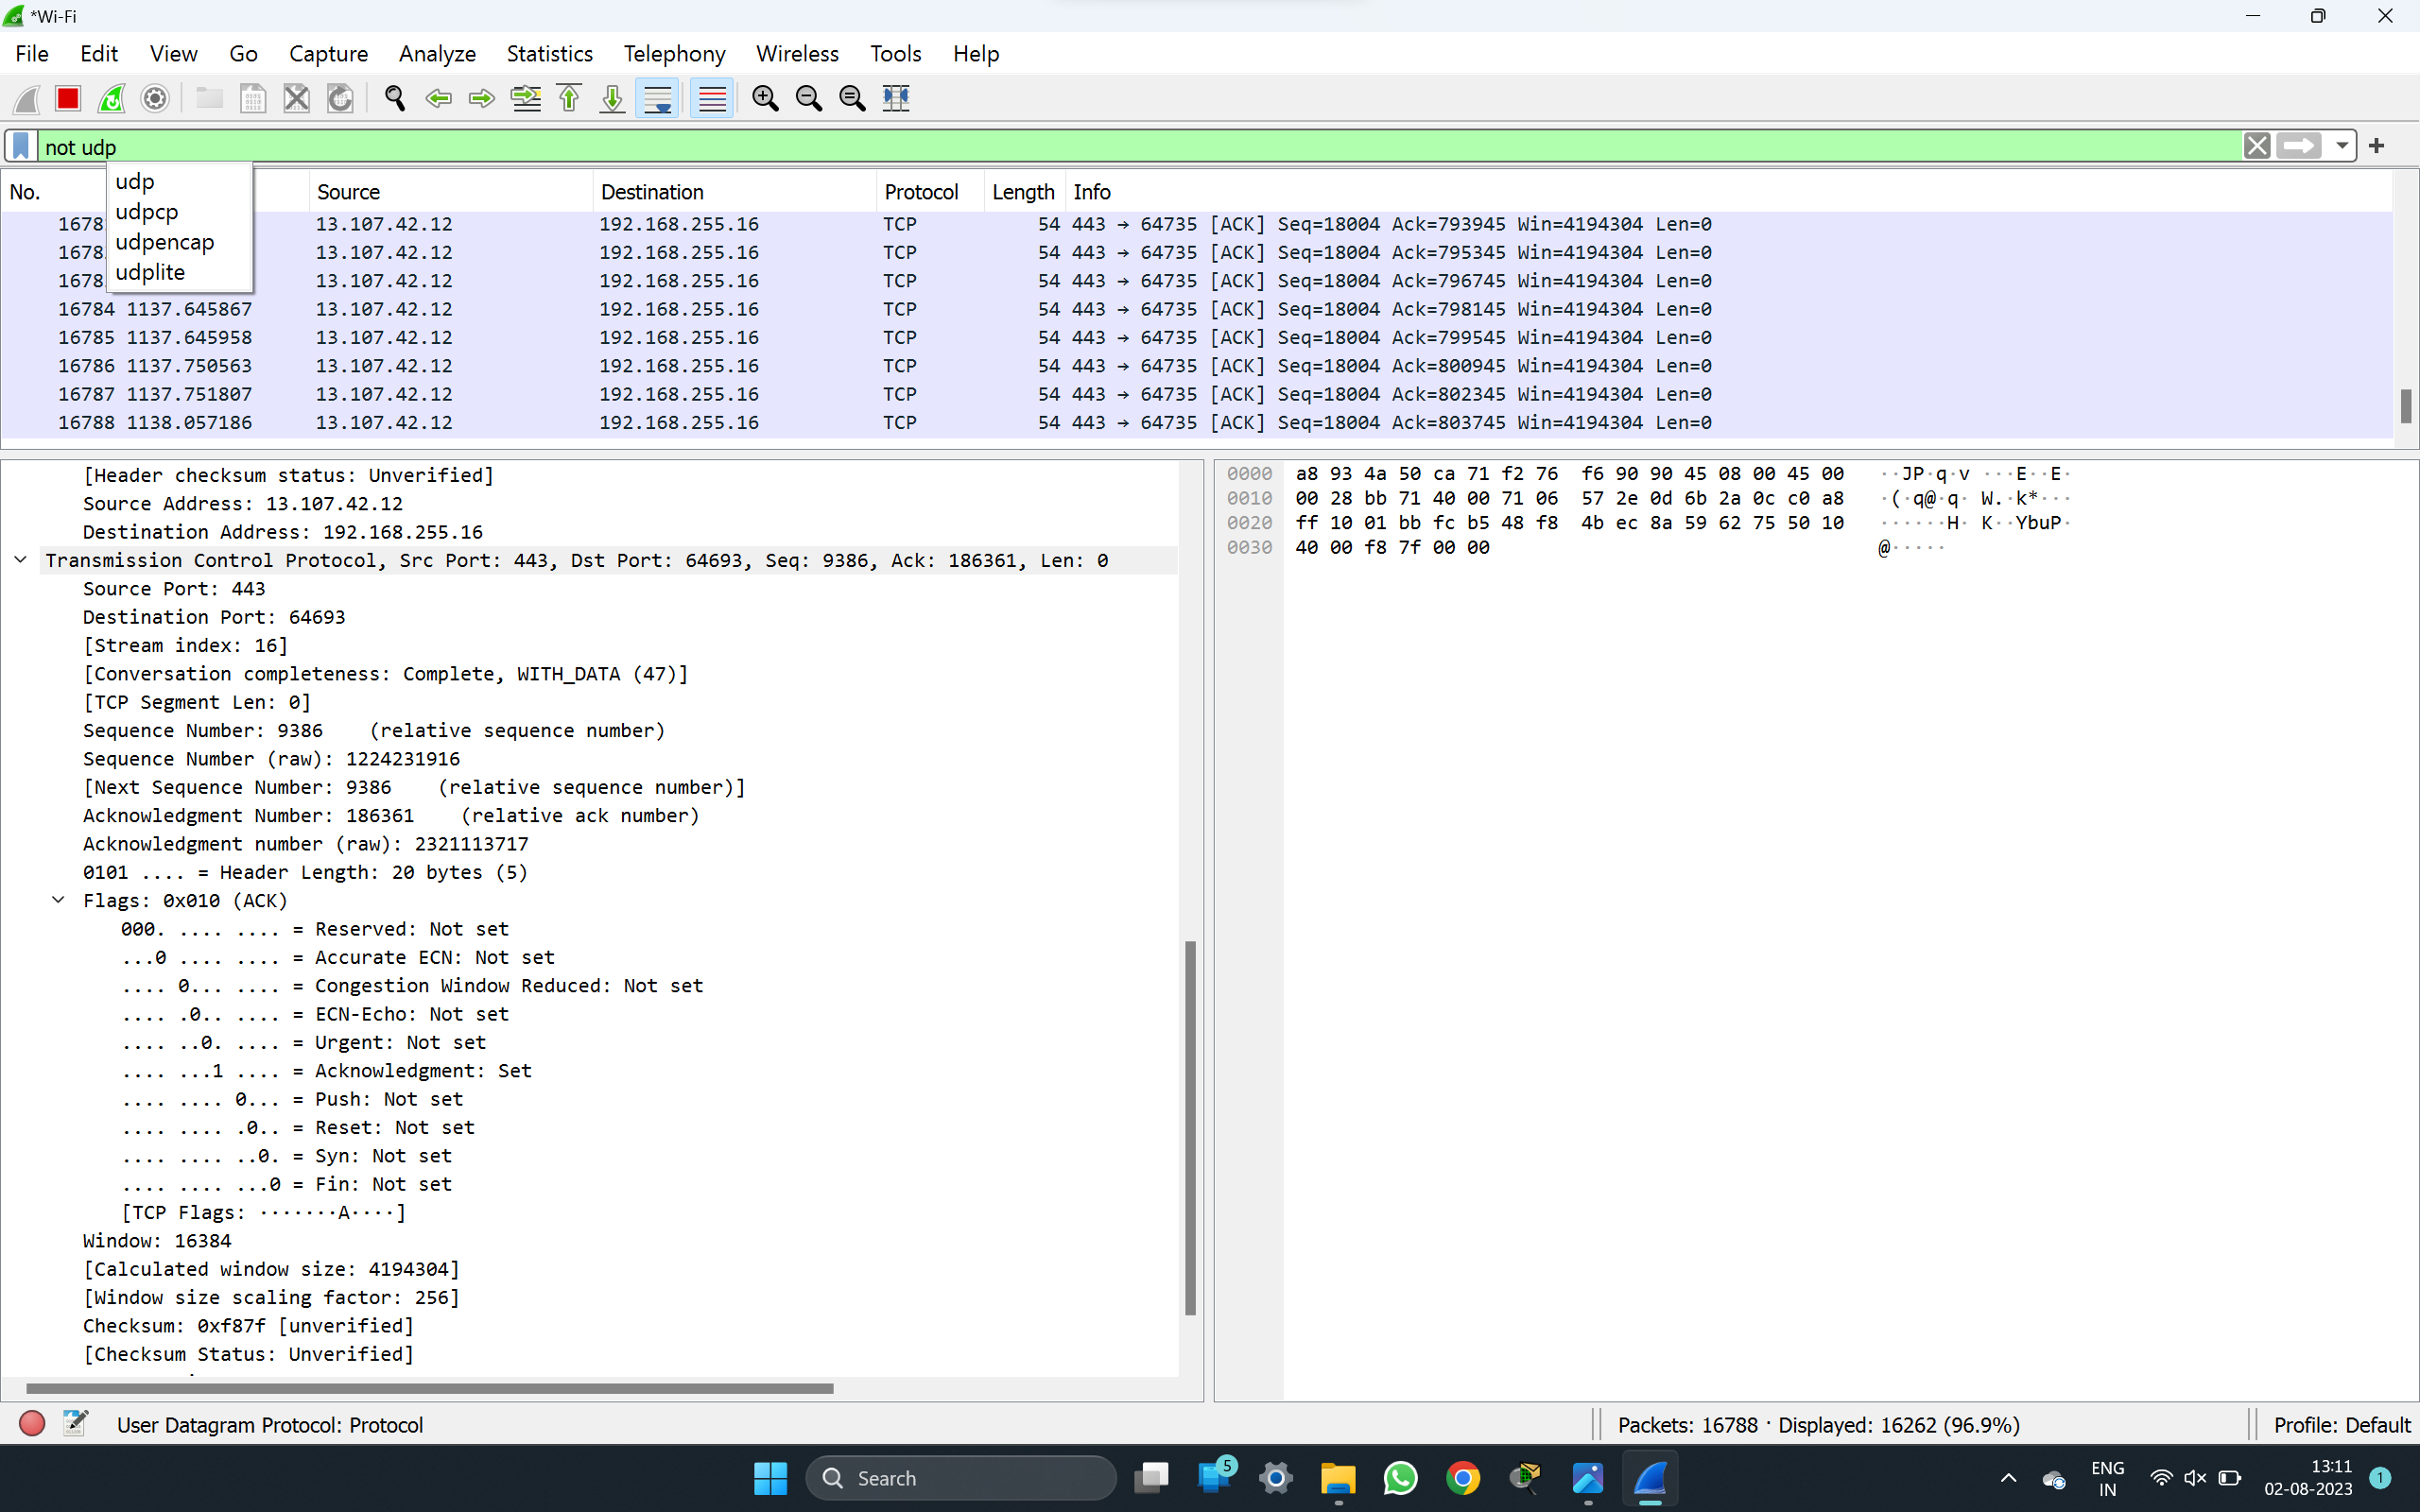 *Wi-Fi
File Edit View Go Capture Analyze Statistics Telephony Wireless Tools Help
not udp
udp
udpcp
udpencap
udplite
No. Source Destination Protocol Length Info
1678 13.107.42.12 192.168.255.16 TCP 54 443 → 64735 [ACK] Seq=18004 Ack=793945 Win=4194304 Len=0
1678 13.107.42.12 192.168.255.16 TCP 54 443 → 64735 [ACK] Seq=18004 Ack=795345 Win=4194304 Len=0
1678 13.107.42.12 192.168.255.16 TCP 54 443 → 64735 [ACK] Seq=18004 Ack=796745 Win=4194304 Len=0
16784 1137.645867 13.107.42.12 192.168.255.16 TCP 54 443 → 64735 [ACK] Seq=18004 Ack=798145 Win=4194304 Len=0
16785 1137.645958 13.107.42.12 192.168.255.16 TCP 54 443 → 64735 [ACK] Seq=18004 Ack=799545 Win=4194304 Len=0
16786 1137.750563 13.107.42.12 192.168.255.16 TCP 54 443 → 64735 [ACK] Seq=18004 Ack=800945 Win=4194304 Len=0
16787 1137.751807 13.107.42.12 192.168.255.16 TCP 54 443 → 64735 [ACK] Seq=18004 Ack=802345 Win=4194304 Len=0
16788 1138.057186 13.107.42.12 192.168.255.16 TCP 54 443 → 64735 [ACK] Seq=18004 Ack=803745 Win=4194304 Len=0
[Header checksum status: Unverified]
Source Address: 13.107.42.12
Destination Address: 192.168.255.16
Transmission Control Protocol, Src Port: 443, Dst Port: 64693, Seq: 9386, Ack: 186361, Len: 0
Source Port: 443
Destination Port: 64693
[Stream index: 16]
[Conversation completeness: Complete, WITH_DATA (47)]
[TCP Segment Len: 0]
Sequence Number: 9386    (relative sequence number)
Sequence Number (raw): 1224231916
[Next Sequence Number: 9386    (relative sequence number)]
Acknowledgment Number: 186361    (relative ack number)
Acknowledgment number (raw): 2321113717
0101 .... = Header Length: 20 bytes (5)
Flags: 0x010 (ACK)
000. .... .... = Reserved: Not set
...0 .... .... = Accurate ECN: Not set
.... 0... .... = Congestion Window Reduced: Not set
.... .0.. .... = ECN-Echo: Not set
.... ..0. .... = Urgent: Not set
.... ...1 .... = Acknowledgment: Set
.... .... 0... = Push: Not set
.... .... .0.. = Reset: Not set
.... .... ..0. = Syn: Not set
.... .... ...0 = Fin: Not set
[TCP Flags: ·······A····]
Window: 16384
[Calculated window size: 4194304]
[Window size scaling factor: 256]
Checksum: 0xf87f [unverified]
[Checksum Status: Unverified]
0000 a8 93 4a 50 ca 71 f2 76 f6 90 90 45 08 00 45 00 ··JP·q·v ···E··E·
0010 00 28 bb 71 40 00 71 06 57 2e 0d 6b 2a 0c c0 a8 ·(·q@·q· W.·k*···
0020 ff 10 01 bb fc b5 48 f8 4b ec 8a 59 62 75 50 10 ······H· K··YbuP·
0030 40 00 f8 7f 00 00 @·····
User Datagram Protocol: Protocol
Packets: 16788 · Displayed: 16262 (96.9%)
Profile: Default
Search
5
ENG
IN
13:11
02-08-2023
1